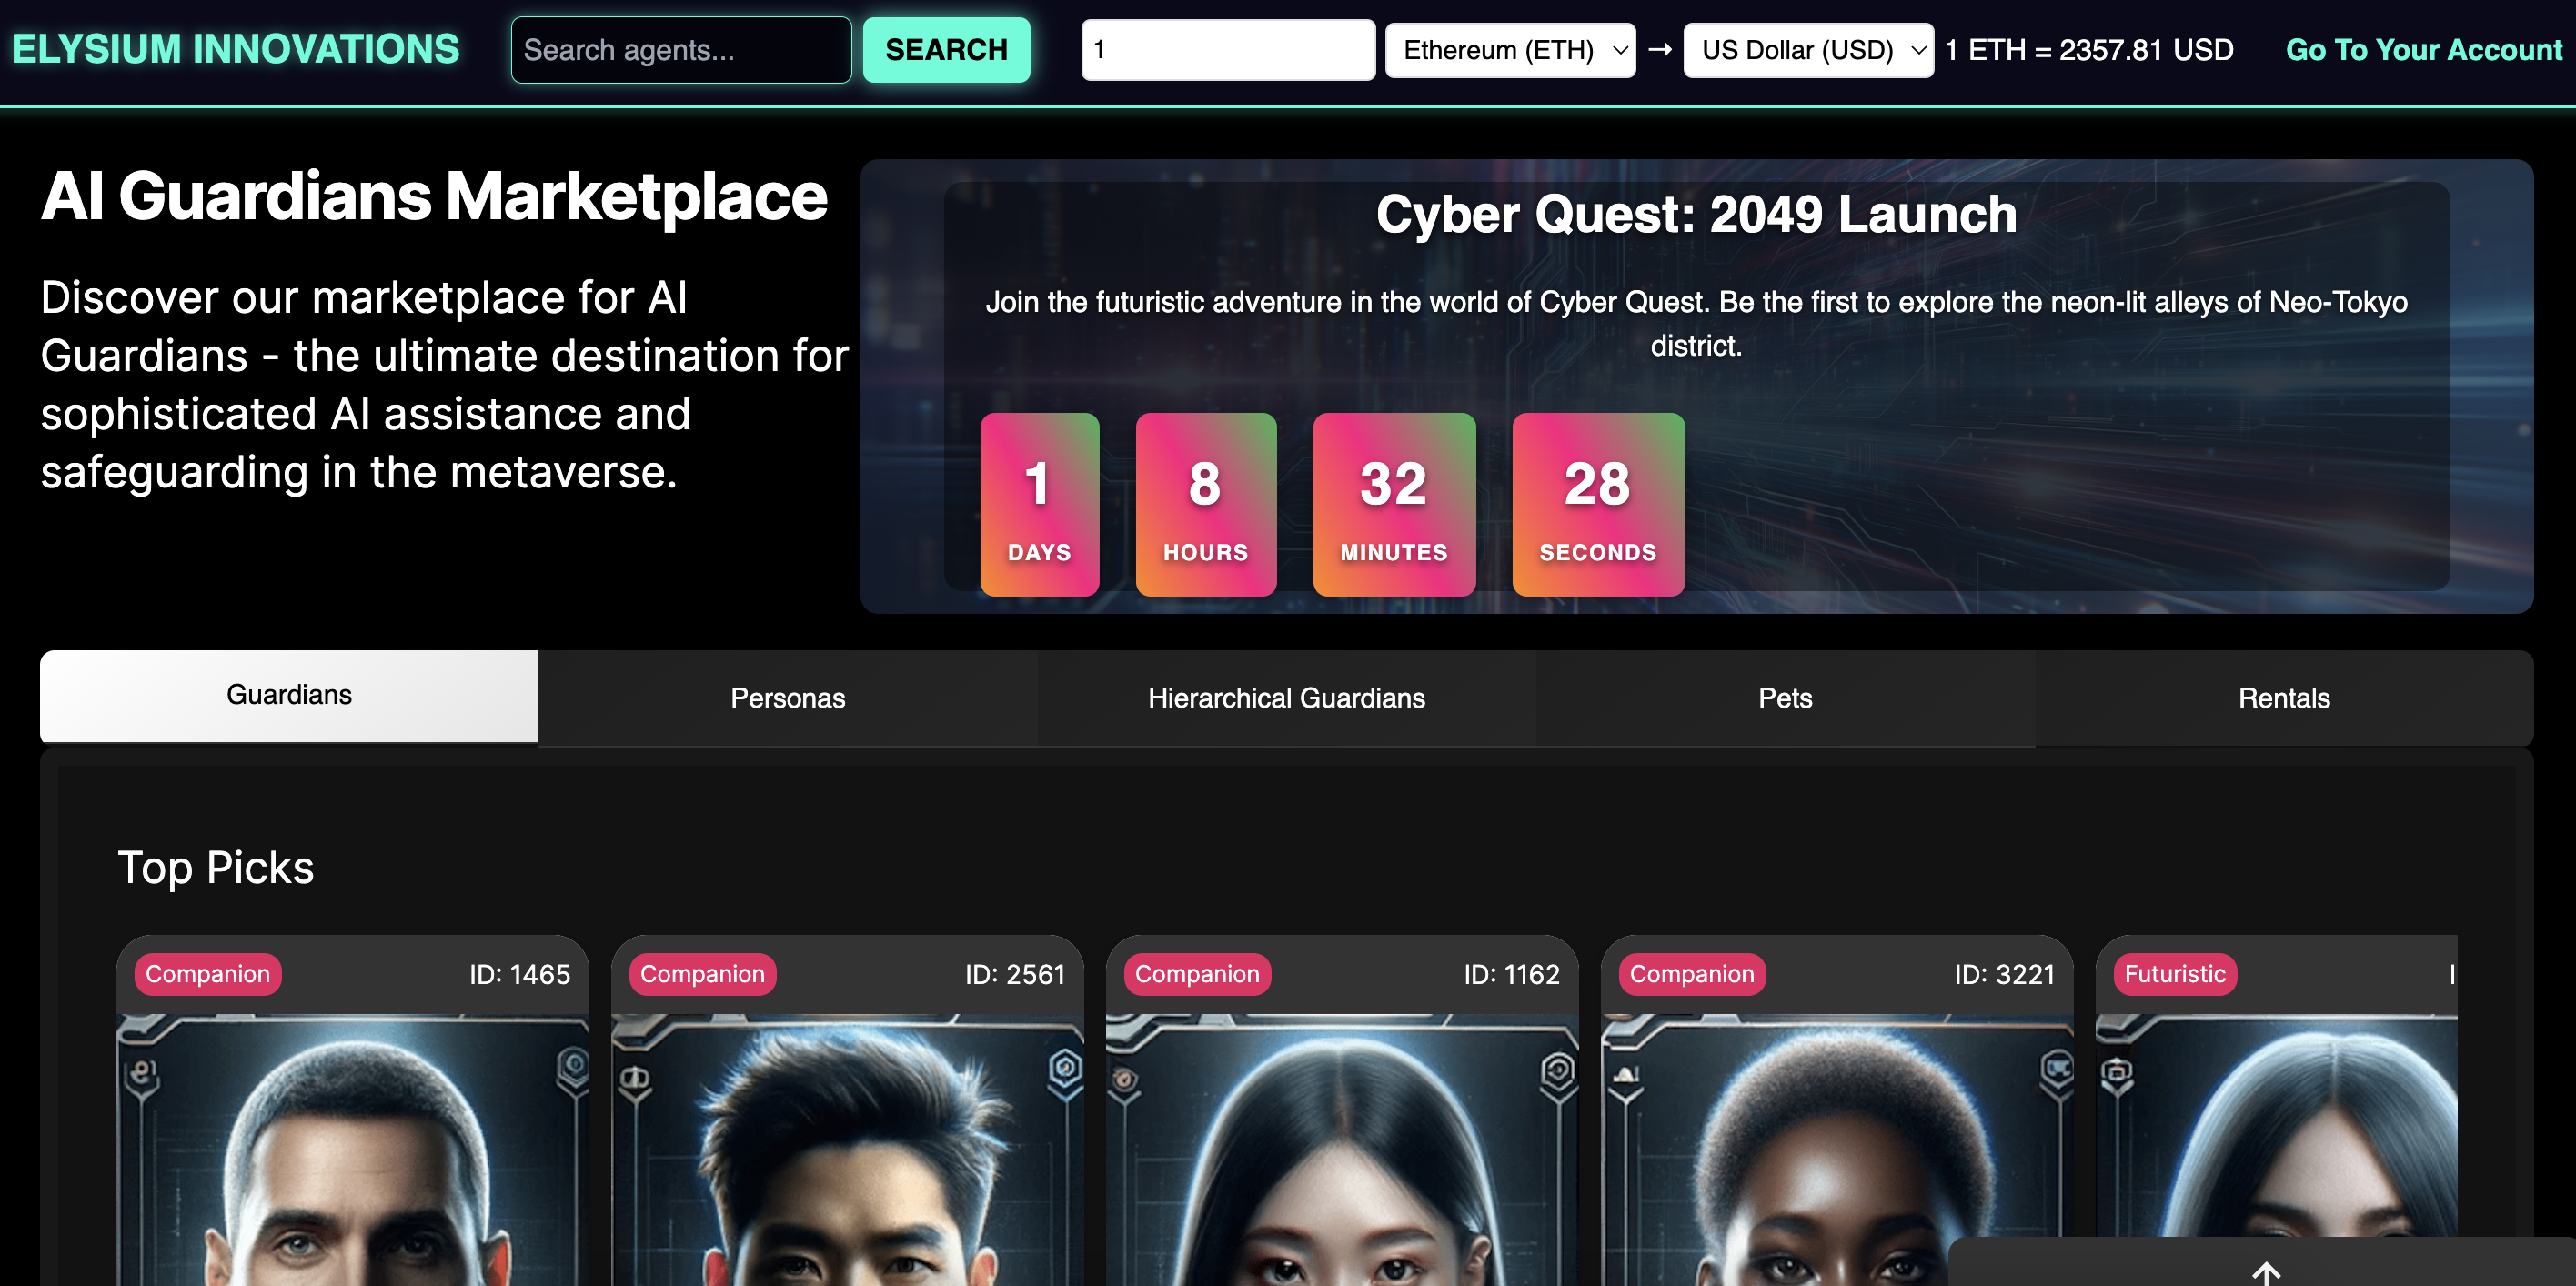 ELYSIUM INNOVATIONS
Search agents...
SEARCH
1
Ethereum (ETH)
→
US Dollar (USD)
1 ETH = 2357.81 USD
Go To Your Account
AI Guardians Marketplace
Discover our marketplace for AI
Guardians - the ultimate destination for
sophisticated AI assistance and
safeguarding in the metaverse.
Cyber Quest: 2049 Launch
Join the futuristic adventure in the world of Cyber Quest. Be the first to explore the neon-lit alleys of Neo-Tokyo
district.
1
DAYS
8
HOURS
32
MINUTES
28
SECONDS
Guardians
Personas
Hierarchical Guardians
Pets
Rentals
Top Picks
Companion
ID: 1465
Companion
ID: 2561
Companion
ID: 1162
Companion
ID: 3221
Futuristic